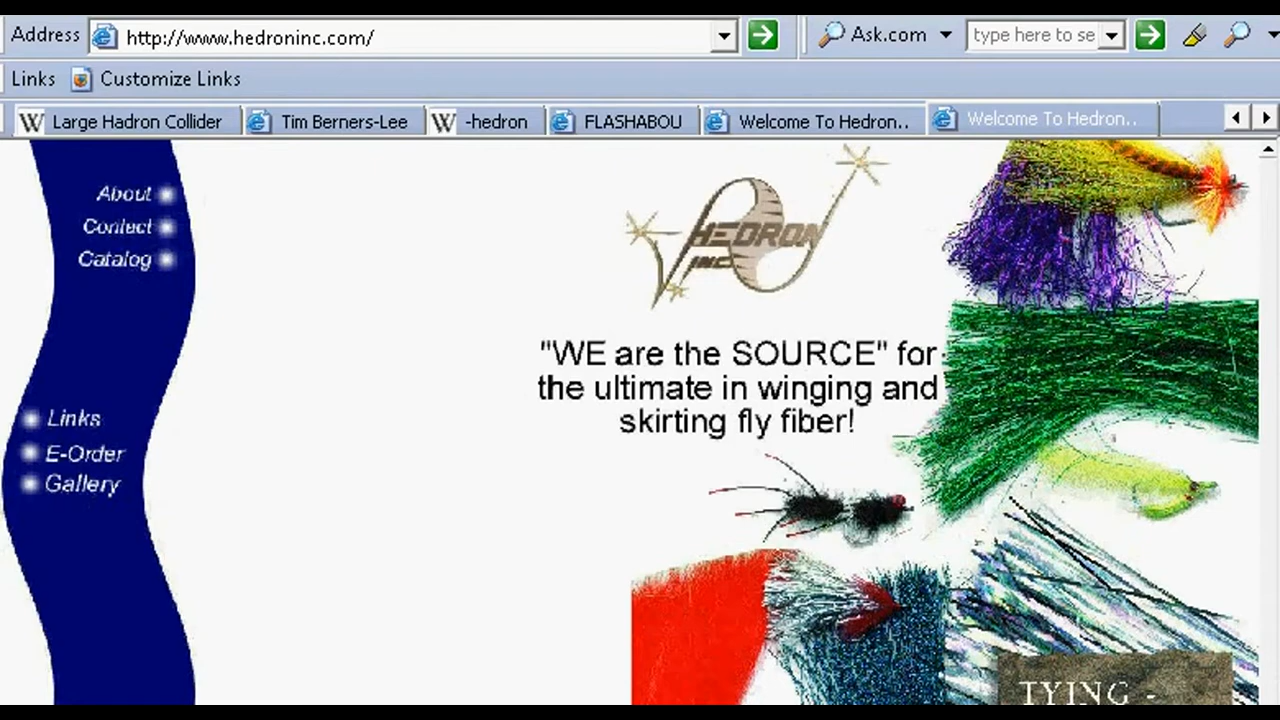 Address http://www.hedroninc.com/ Ask.com type here to se
Links Customize Links
Large Hadron Collider Tim Berners-Lee -hedron FLASHABOU Welcome To Hedron.. Welcome To Hedron..
About
Contact
Catalog
HEDRON
INC
"WE are the SOURCE" for
the ultimate in winging and
skirting fly fiber!
Links
E-Order
Gallery
TYING -